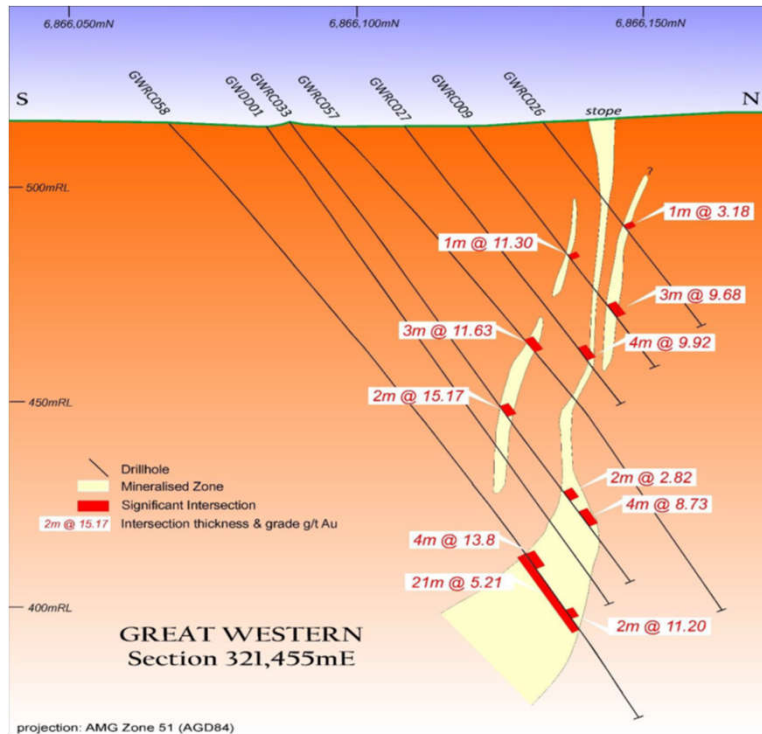 6,866,050mN
6,866,100mN
6,866,150mN
GWRC058
GWDD01
GWRC033
GWRC057
GWRC027
GWRC009
GWRC026
S
stope
N
500mRL
?
1m @ 3.18
1m @ 11.30
3m @ 9.68
3m @ 11.63
4m @ 9.92
2m @ 15.17
450mRL
Drillhole
Mineralised Zone
Significant Intersection
2m @ 15.17 Intersection thickness & grade g/t Au
2m @ 2.82
4m @ 8.73
4m @ 13.8
21m @ 5.21
400mRL
2m @ 11.20
GREAT WESTERN
Section 321,455mE
projection: AMG Zone 51 (AGD84)